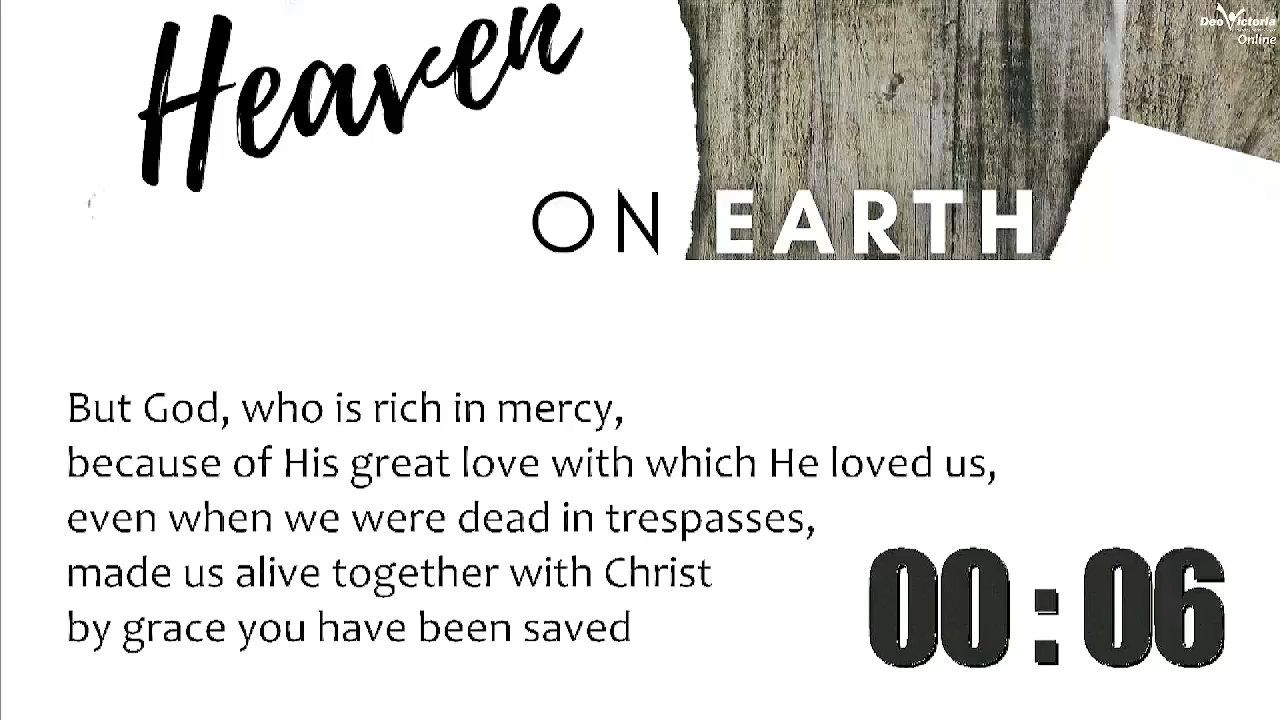 Heaven
ON EARTH
Deo Victoria
Online
But God, who is rich in mercy,
because of His great love with which He loved us,
even when we were dead in trespasses,
made us alive together with Christ
by grace you have been saved
00:06